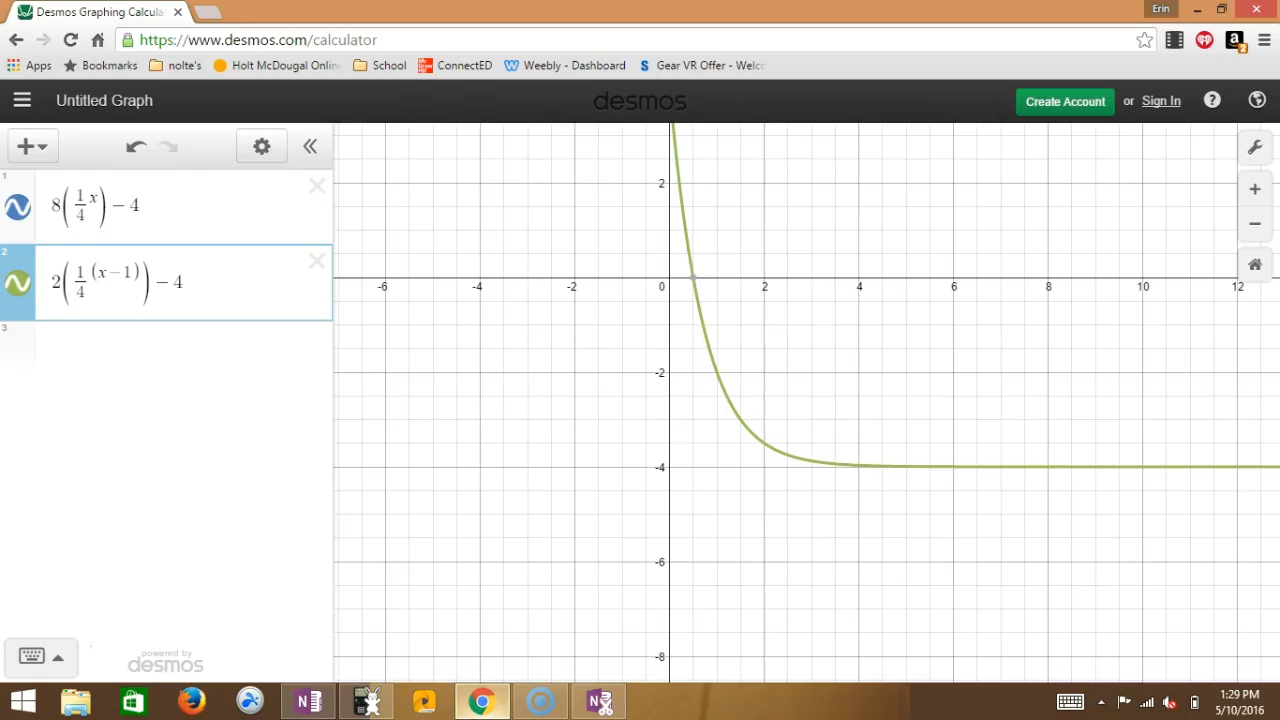 Desmos Graphing Calcula
Erin
https://www.desmos.com/calculator
Apps Bookmarks nolte's Holt McDougal Onlin ConnectED Weebly - Dashboard Gear VR Offer - Welc
Untitled Graph
desmos
Create Account or Sign In
1
8(1/4^x) − 4
2
2(1/4^(x−1)) − 4
3
2
-6 -4 -2 0 2 4 6 8 10 12
-2
-4
-6
-8
powered by
desmos
1:29 PM
5/10/2016